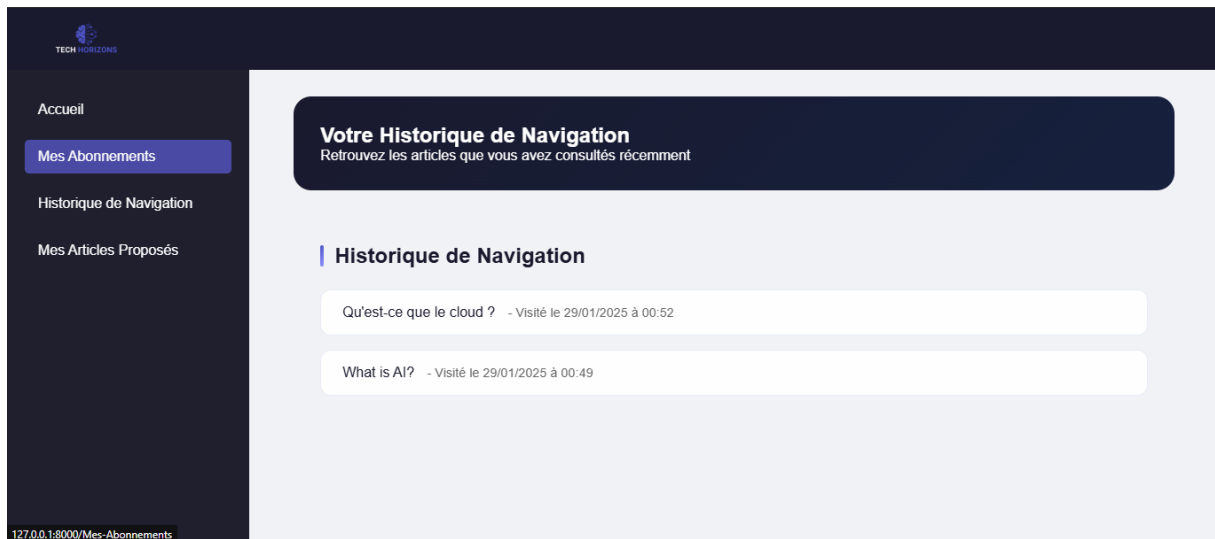 TECH HORIZONS
Accueil
Mes Abonnements
Historique de Navigation
Mes Articles Proposés
Votre Historique de Navigation
Retrouvez les articles que vous avez consultés récemment
Historique de Navigation
Qu'est-ce que le cloud ? - Visité le 29/01/2025 à 00:52
What is AI? - Visité le 29/01/2025 à 00:49
127.0.0.1:8000/Mes-Abonnements